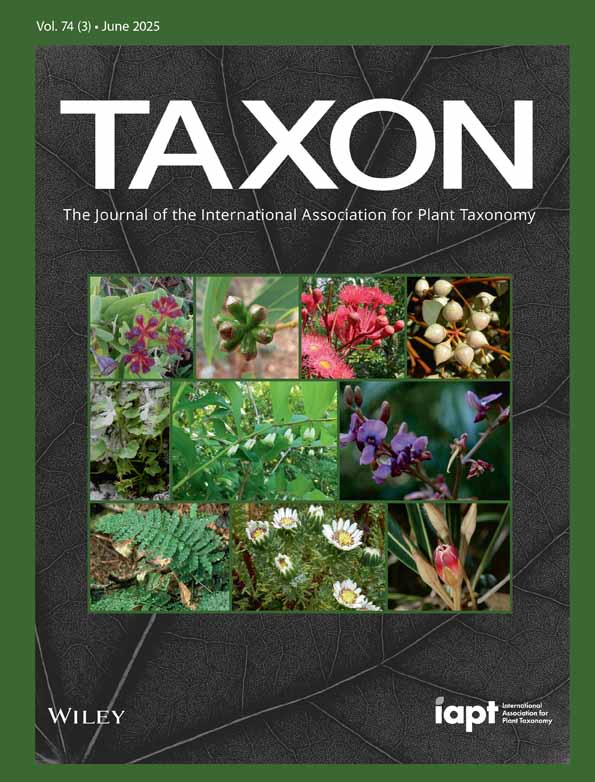 Vol. 74 (3) • June 2025
TAXON
The Journal of the International Association for Plant Taxonomy
WILEY
iapt
International
Association for
Plant Taxonomy